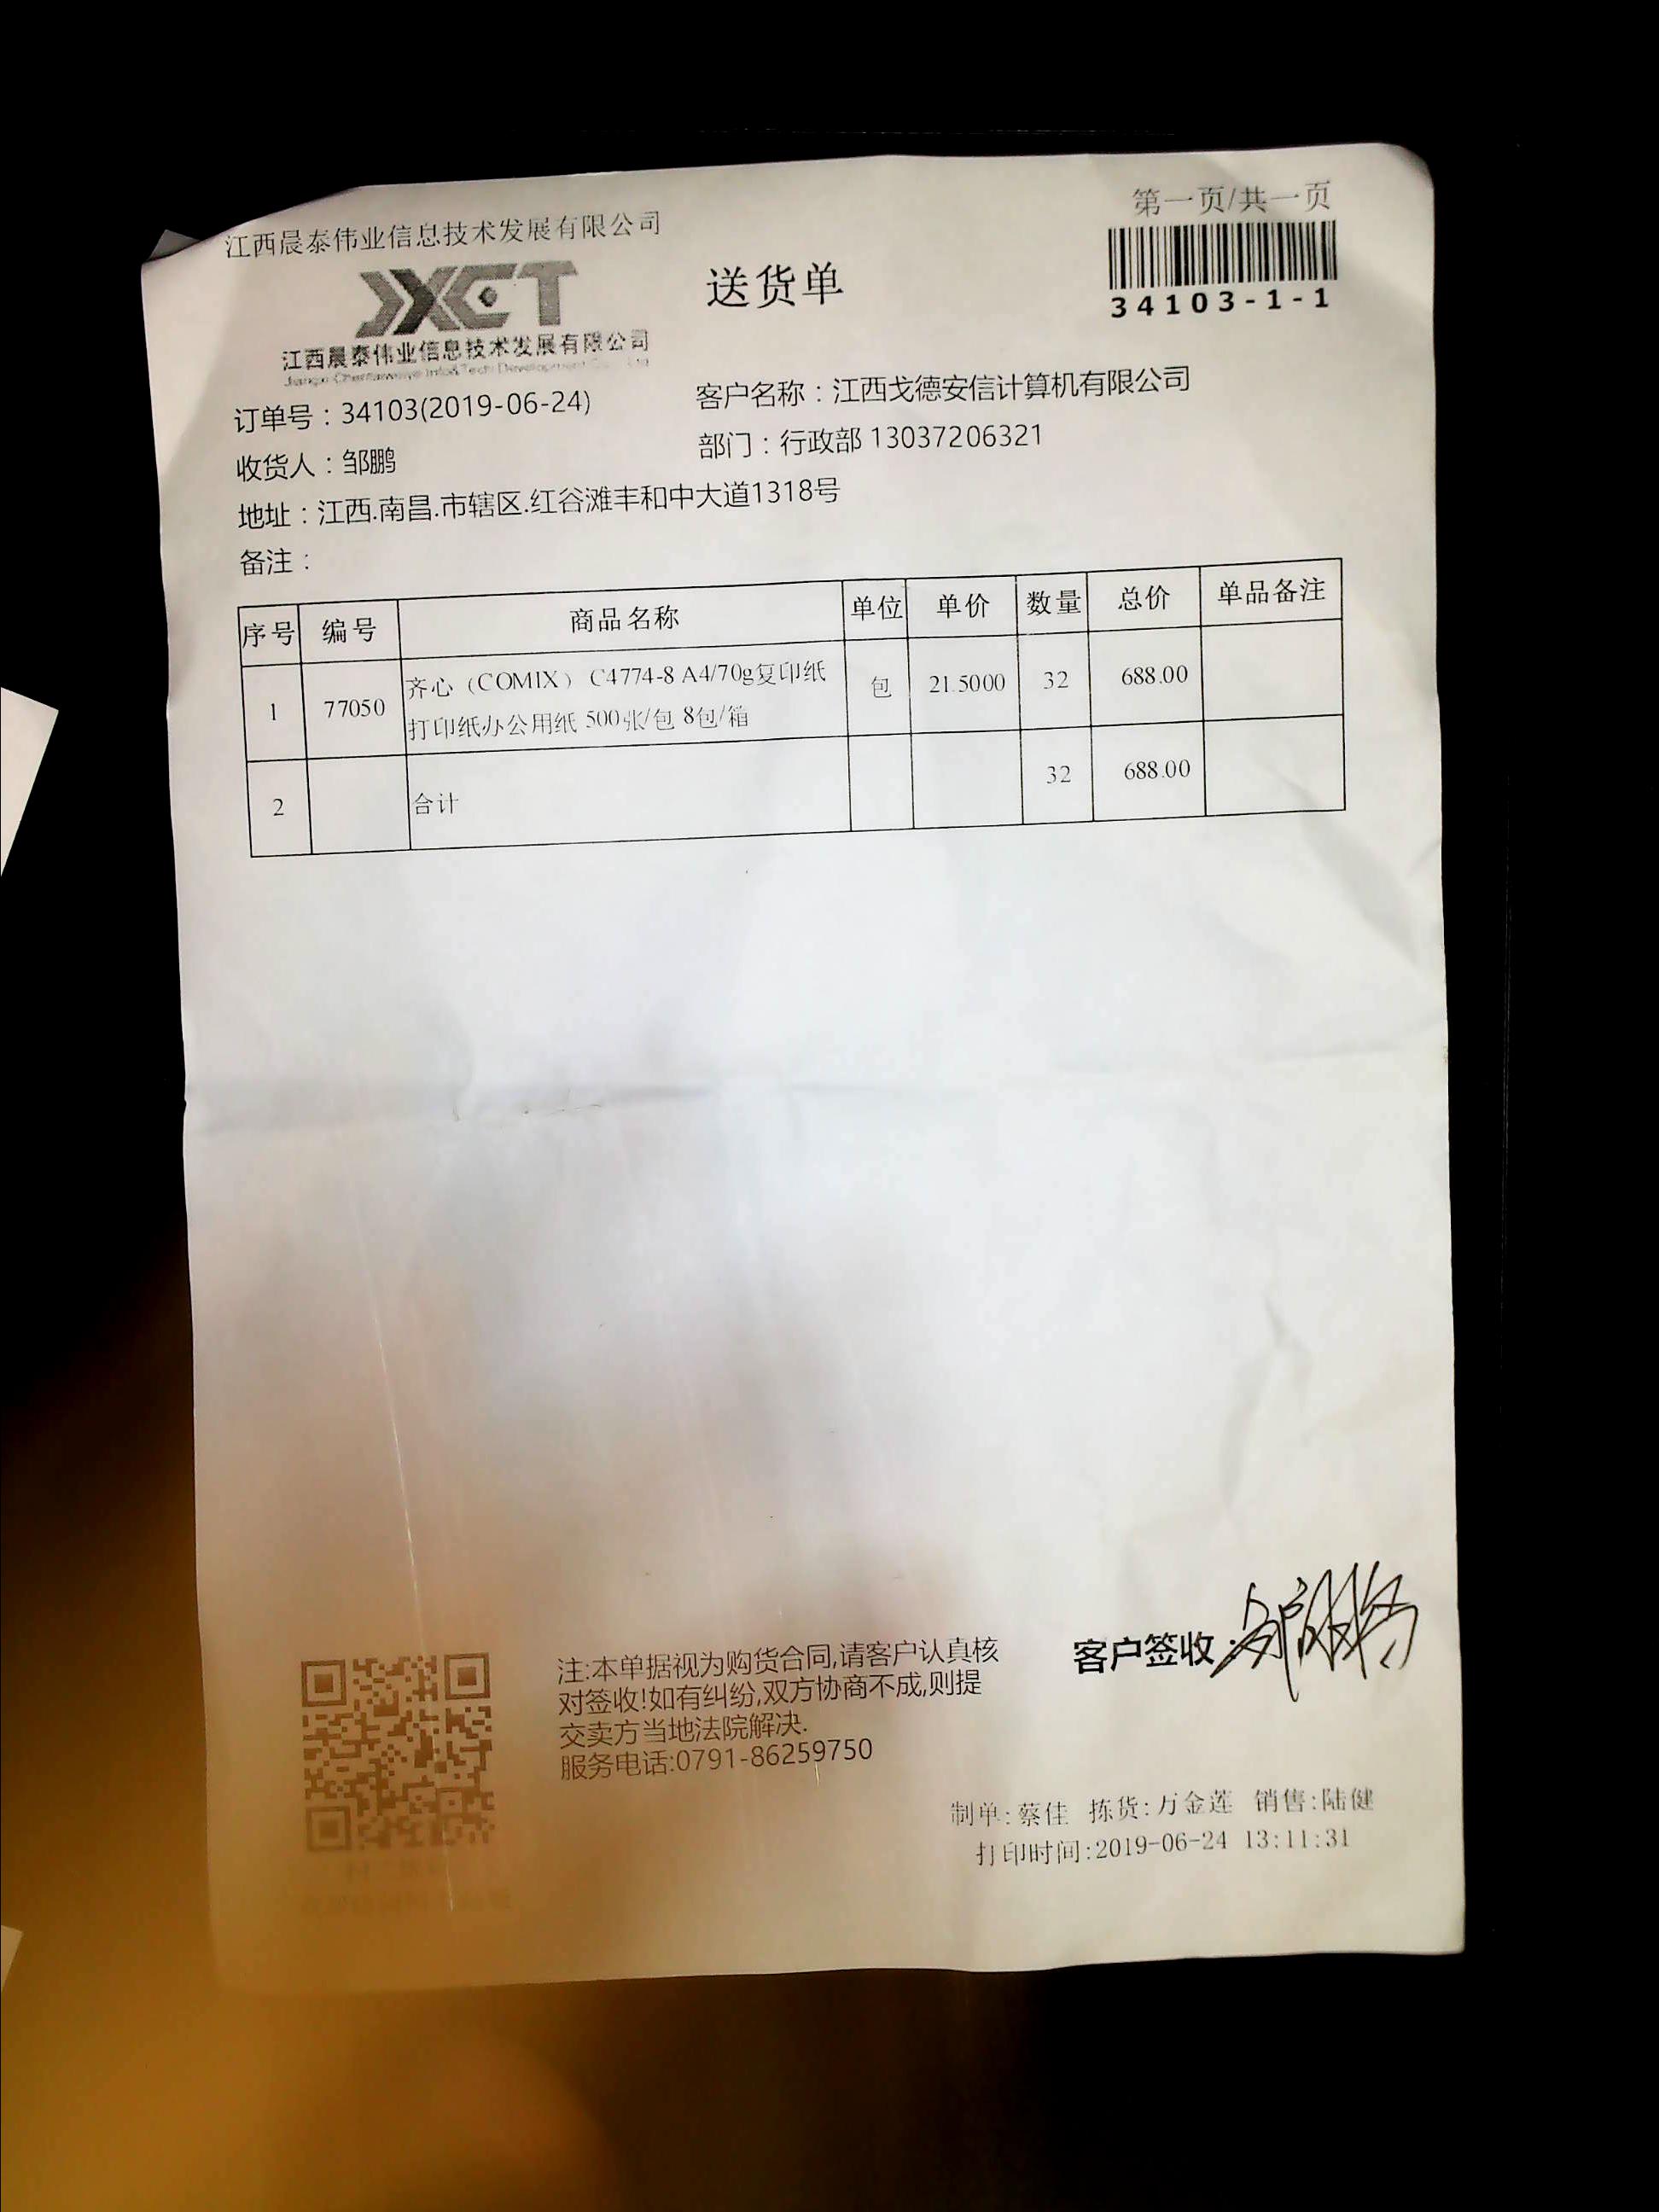 第一页/共一页
江西晨泰伟业信息技术发展有限公司
JXCT
送货单
34103-1-1
江西晨泰伟业信息技术发展有限公司
订单号：34103(2019-06-24)
客户名称：江西戈德安信计算机有限公司
收货人：邹鹏
部门：行政部 13037206321
地址：江西.南昌.市辖区.红谷滩丰和中大道1318号
备注：
序号 编号 商品名称 单位 单价 数量 总价 单品备注
1 77050 齐心（COMIX） C4774-8 A4/70g复印纸 包 21.5000 32 688.00
打印纸办公用纸 500张/包 8包/箱
2 合计 32 688.00
注:本单据视为购货合同,请客户认真核
对签收!如有纠纷,双方协商不成,则提
交卖方当地法院解决.
服务电话:0791-86259750
客户签收：邹鹏
制单:蔡佳 拣货:万金莲 销售:陆健
打印时间:2019-06-24 13:11:31